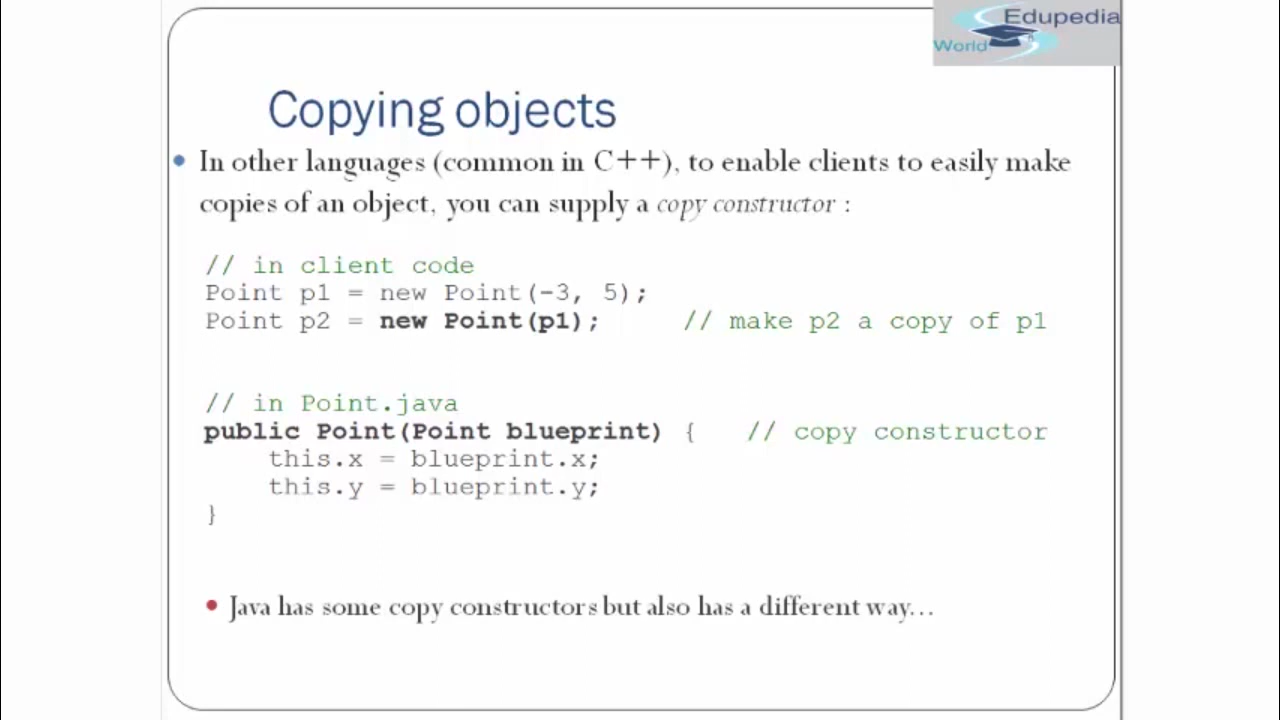 Edupedia
World
Copying objects
• In other languages (common in C++), to enable clients to easily make
copies of an object, you can supply a copy constructor :
// in client code
Point p1 = new Point(-3, 5);
Point p2 = new Point(p1);     // make p2 a copy of p1
// in Point.java
public Point(Point blueprint) {   // copy constructor
    this.x = blueprint.x;
    this.y = blueprint.y;
}
• Java has some copy constructors but also has a different way...